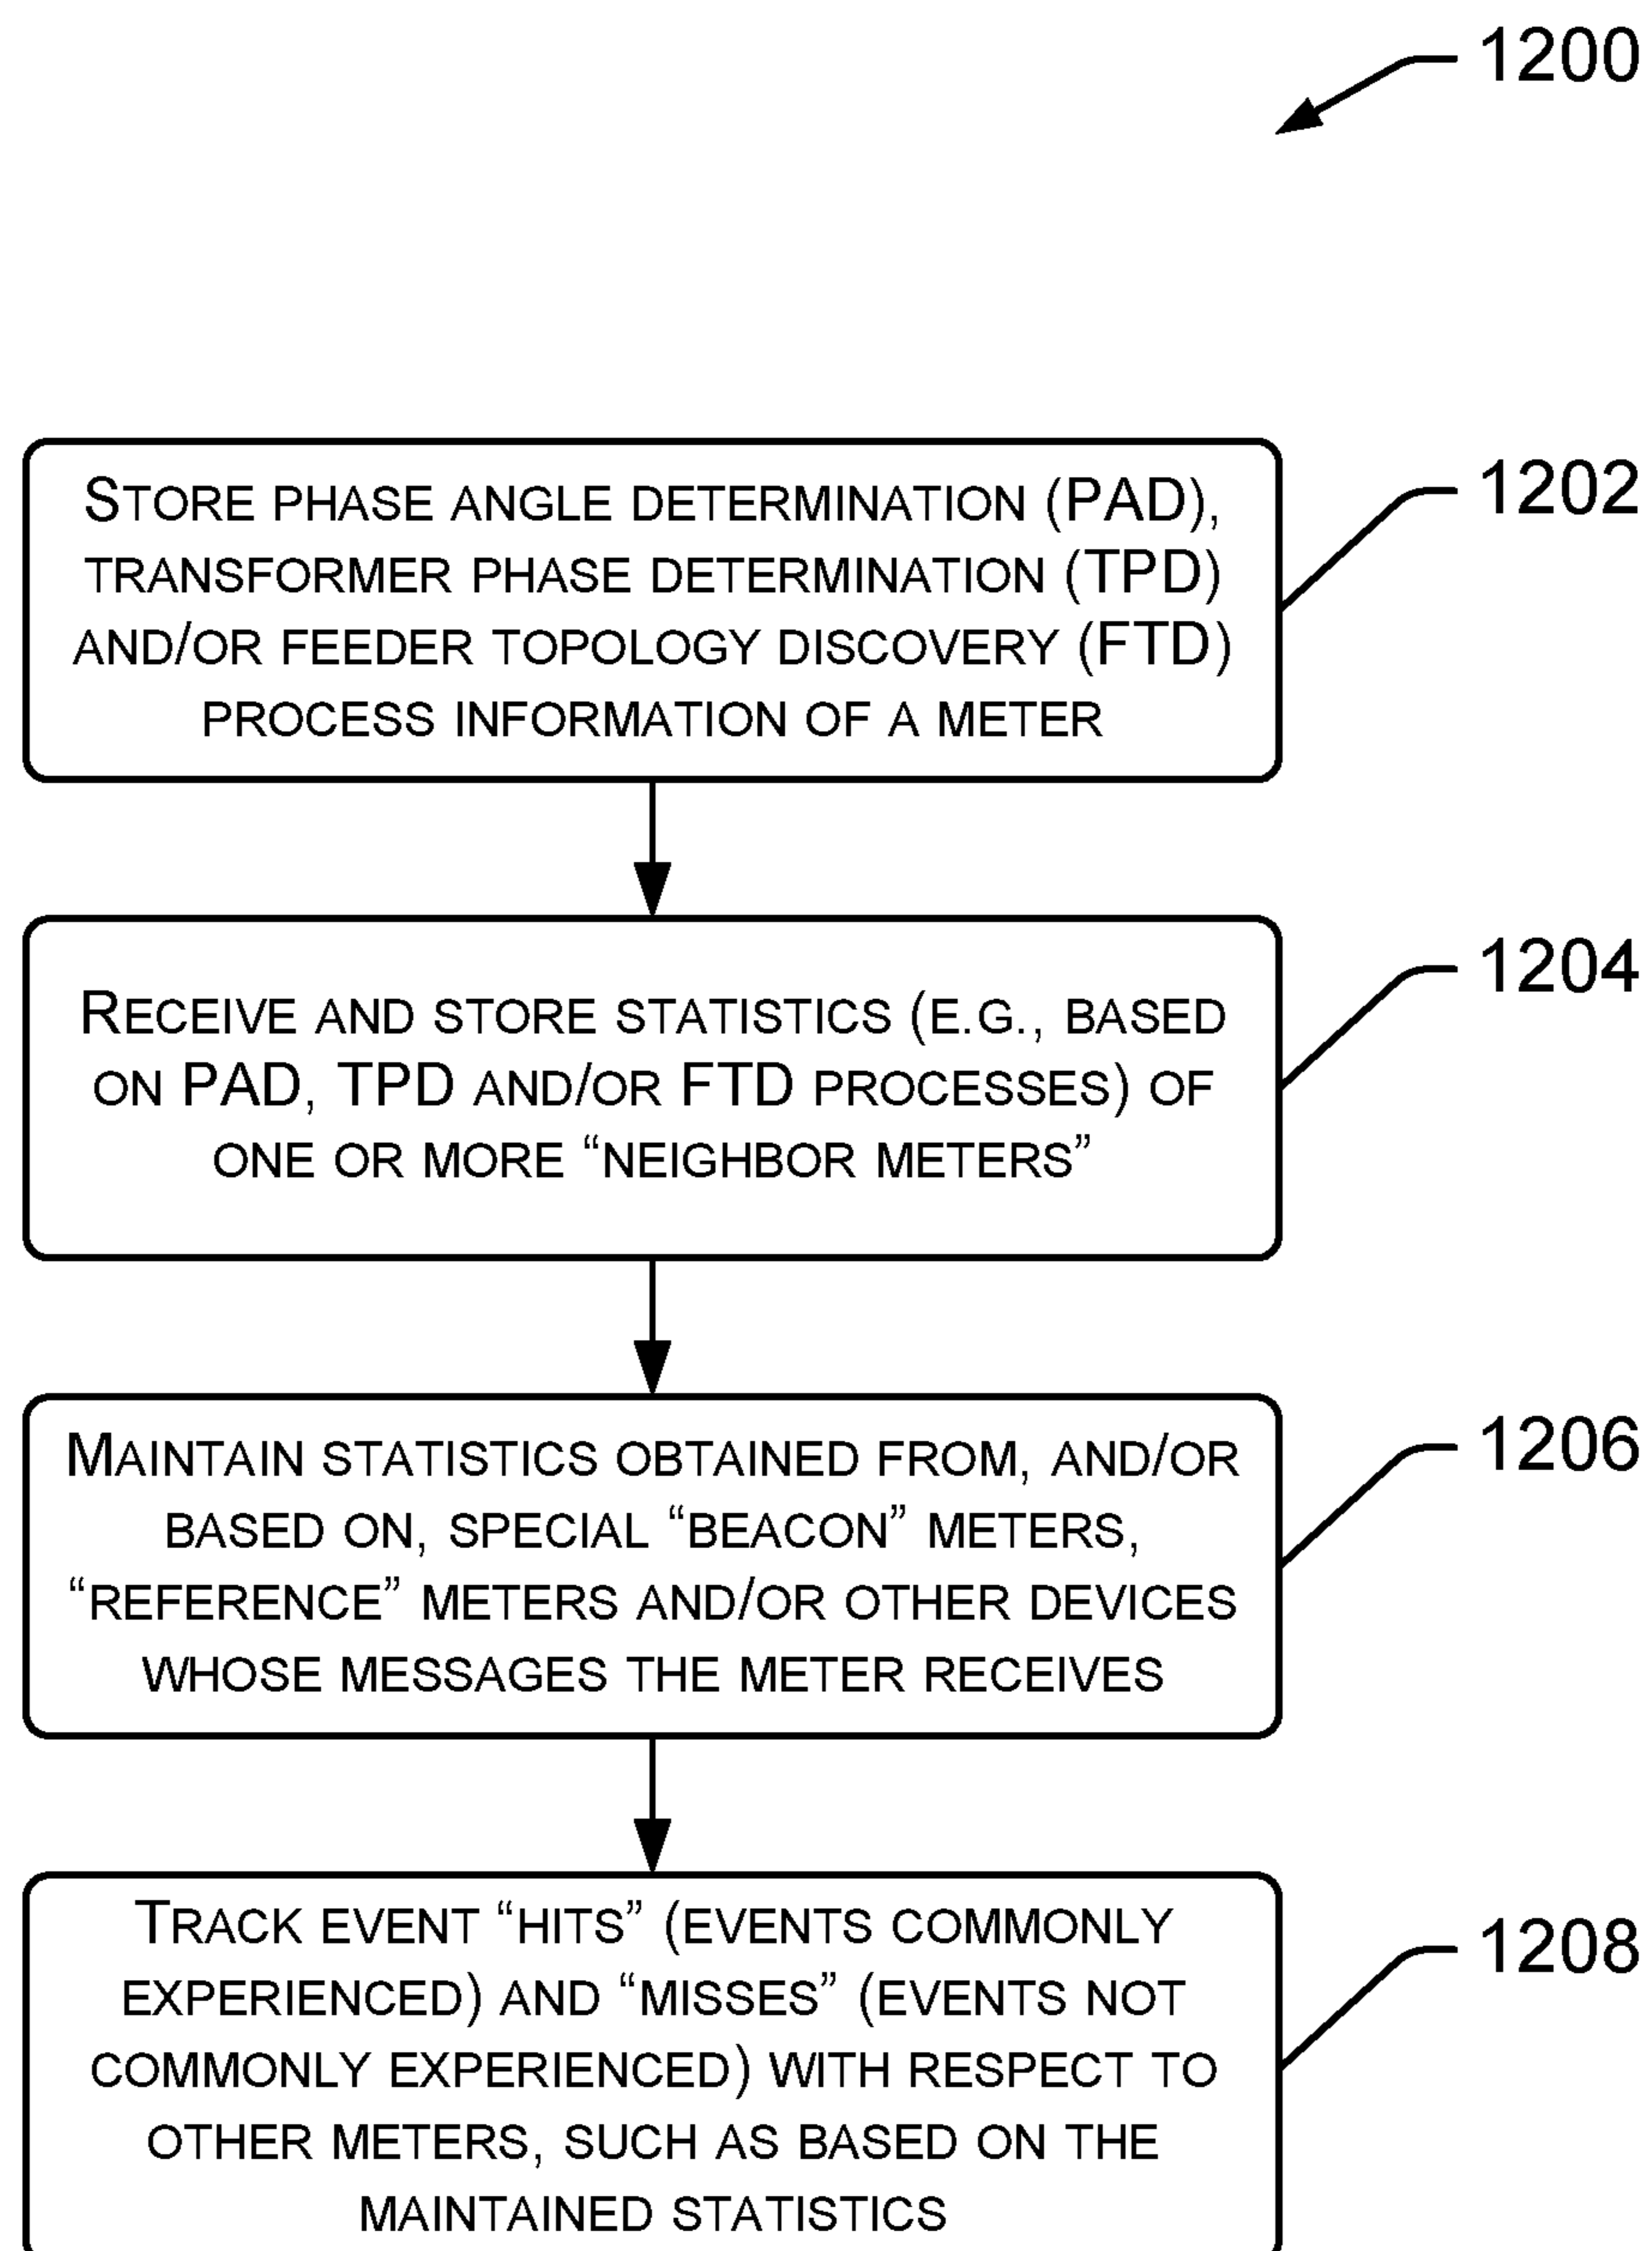 1200
1202
STORE PHASE ANGLE DETERMINATION (PAD),
TRANSFORMER PHASE DETERMINATION (TPD)
AND/OR FEEDER TOPOLOGY DISCOVERY (FTD)
PROCESS INFORMATION OF A METER
1204
RECEIVE AND STORE STATISTICS (E.G., BASED
ON PAD, TPD AND/OR FTD PROCESSES) OF
ONE OR MORE “NEIGHBOR METERS”
1206
MAINTAIN STATISTICS OBTAINED FROM, AND/OR
BASED ON, SPECIAL “BEACON” METERS,
“REFERENCE” METERS AND/OR OTHER DEVICES
WHOSE MESSAGES THE METER RECEIVES
1208
TRACK EVENT “HITS” (EVENTS COMMONLY
EXPERIENCED) AND “MISSES” (EVENTS NOT
COMMONLY EXPERIENCED) WITH RESPECT TO
OTHER METERS, SUCH AS BASED ON THE
MAINTAINED STATISTICS